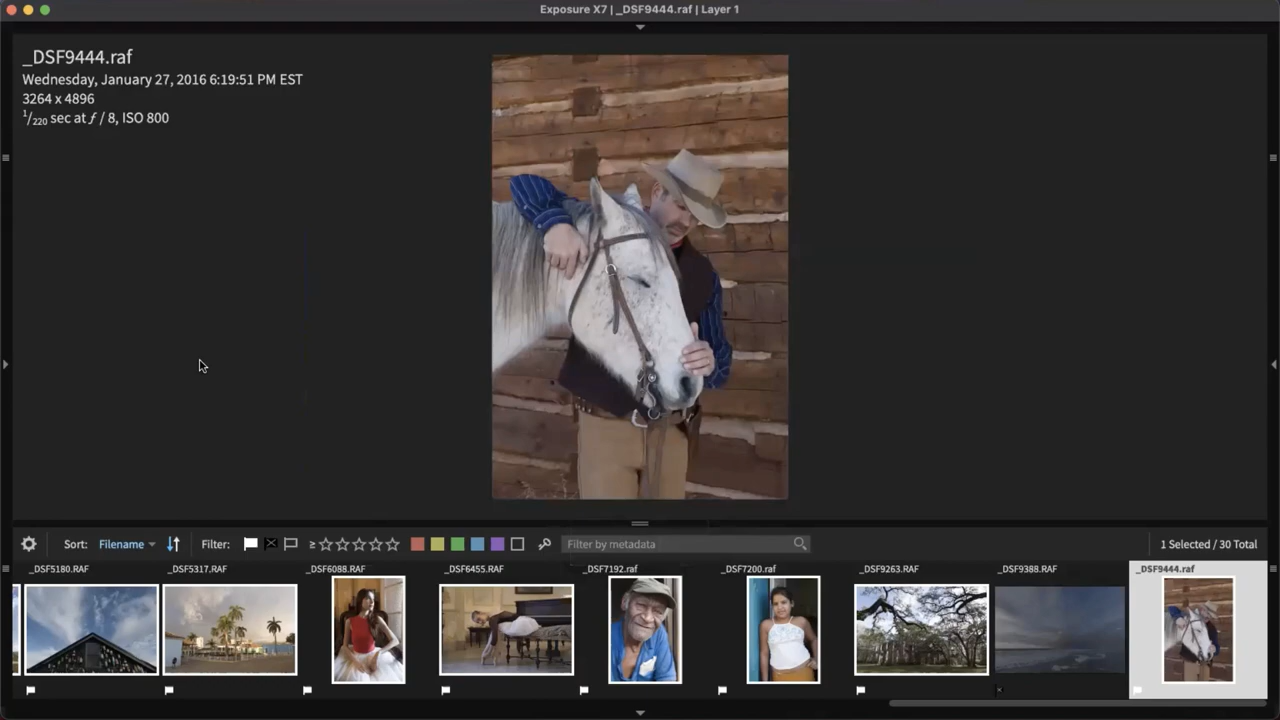 Exposure X7 | _DSF9444.raf | Layer 1
_DSF9444.raf
Wednesday, January 27, 2016 6:19:51 PM EST
3264 x 4896
1/220 sec at ƒ / 8, ISO 800
Sort: Filename Filter: ≥ Filter by metadata 1 Selected / 30 Total
_DSF5180.RAF _DSF5317.RAF _DSF6088.RAF _DSF6455.RAF _DSF7192.raf _DSF7200.raf _DSF9263.RAF _DSF9388.RAF _DSF9444.raf